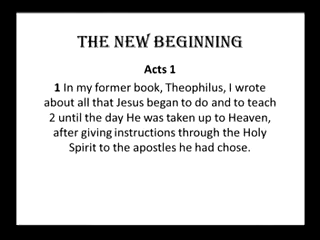 THE NEW BEGINNING
Acts 1
1 In my former book, Theophilus, I wrote
about all that Jesus began to do and to teach
2 until the day He was taken up to Heaven,
after giving instructions through the Holy
Spirit to the apostles he had chose.